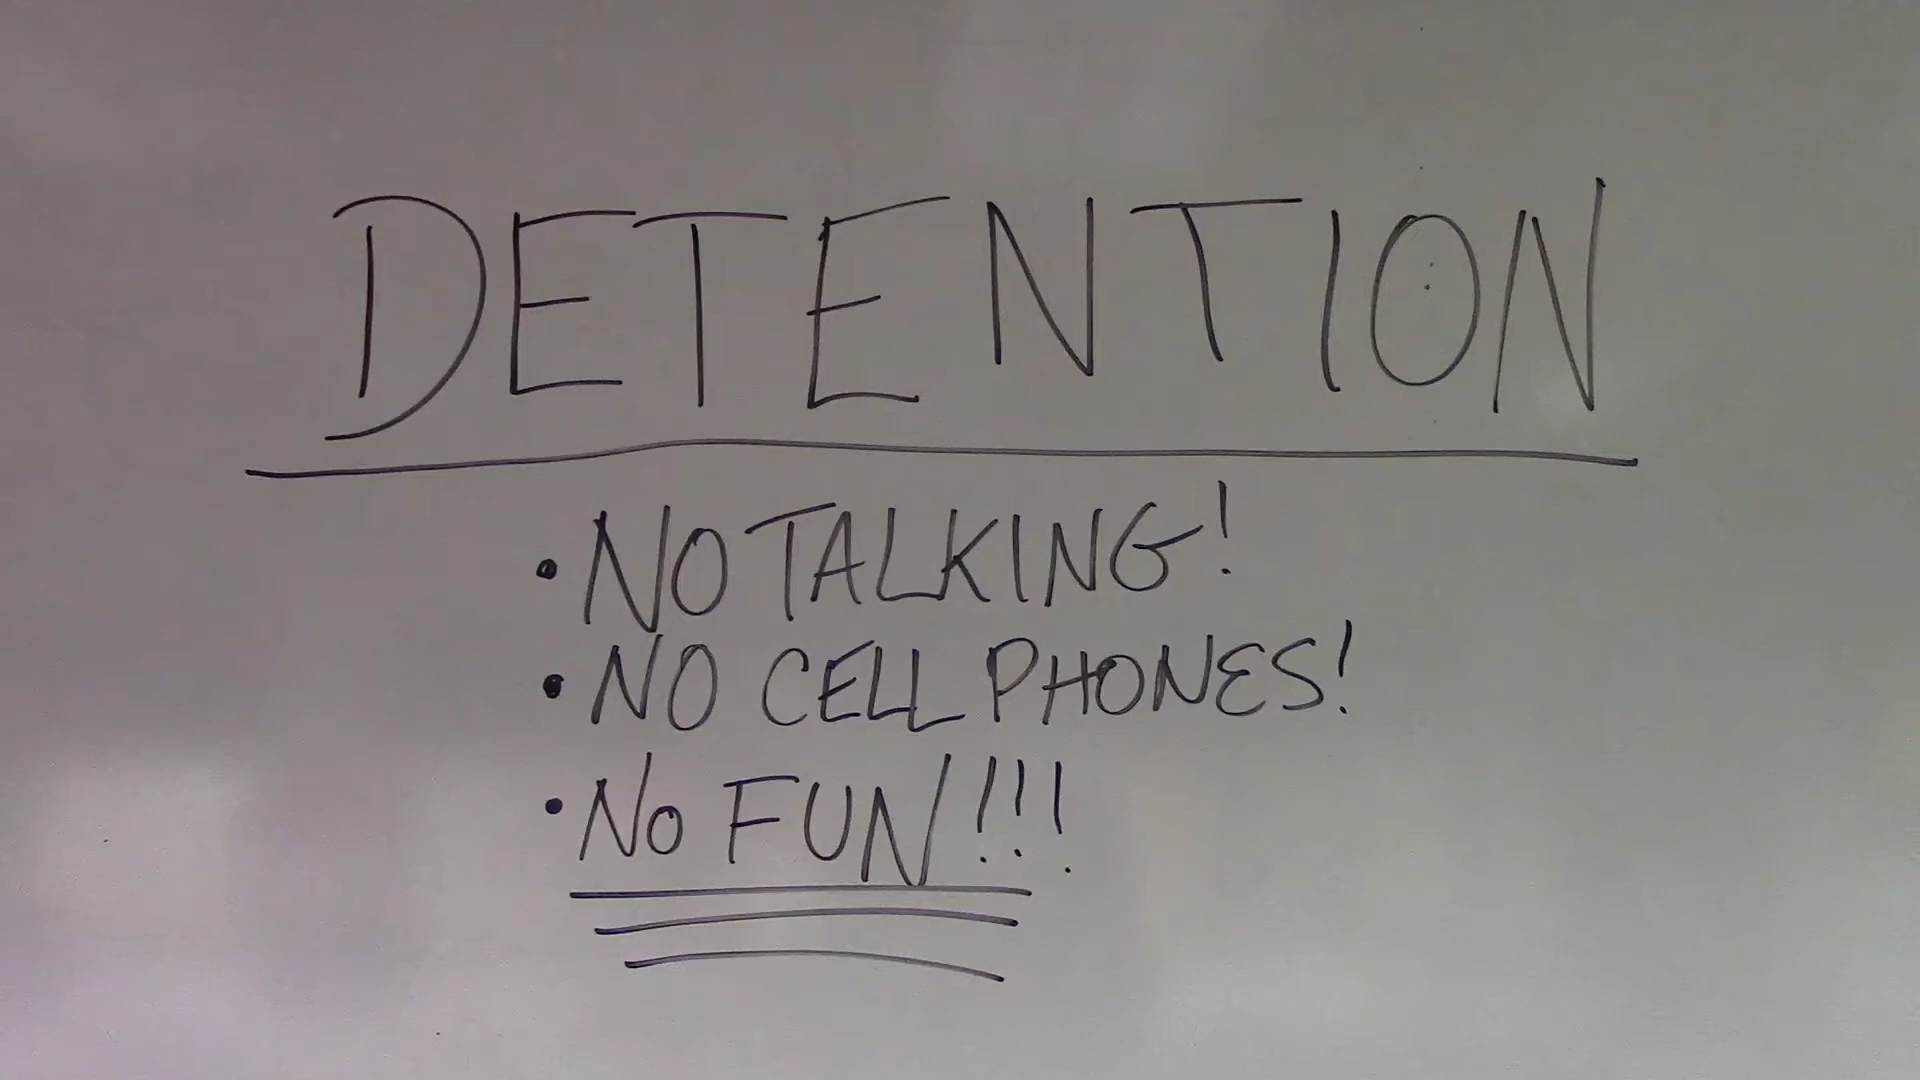 DETENTION
• NO TALKING!
• NO CELL PHONES!
• No FUN!!!